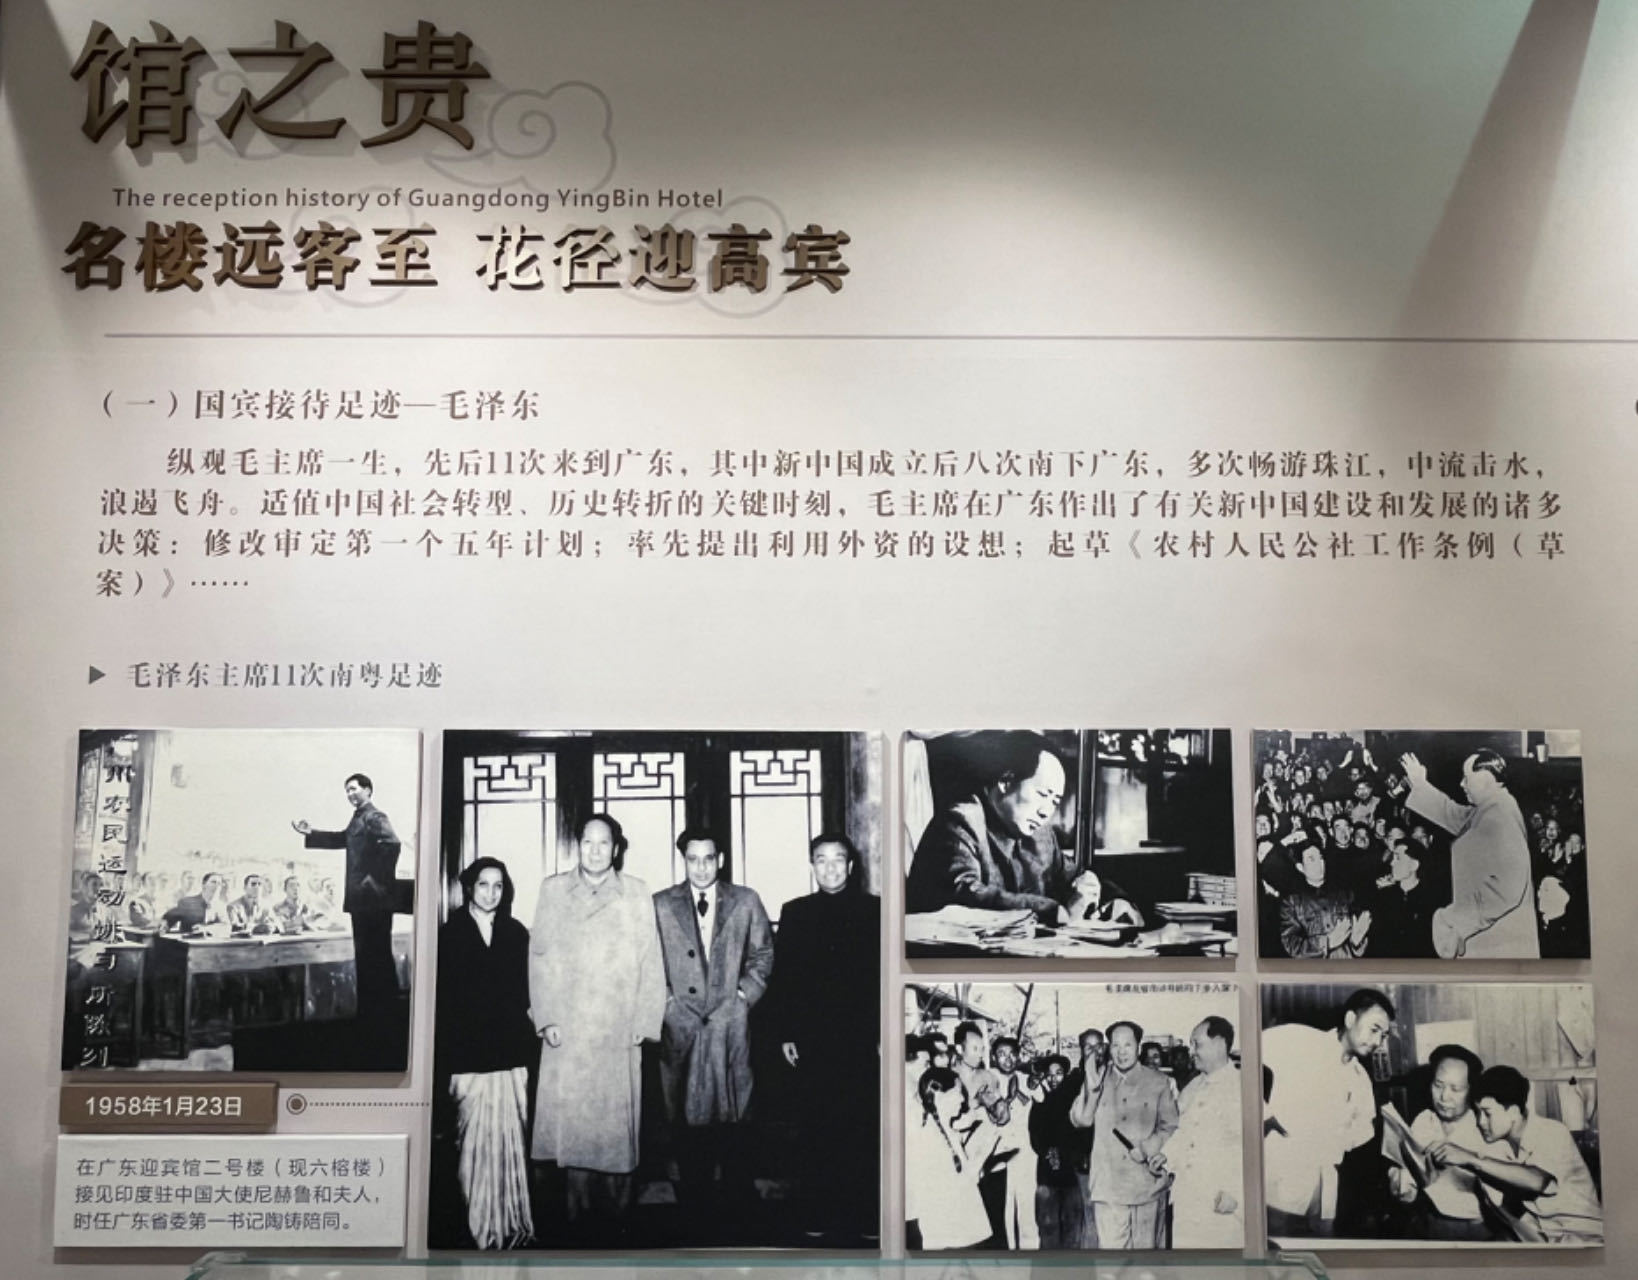 馆之贵
The reception history of Guangdong YingBin Hotel
名楼远客至 花径迎高宾
（一）国宾接待足迹—毛泽东
纵观毛主席一生，先后11次来到广东，其中新中国成立后八次南下广东，多次畅游珠江，中流击水，
浪遏飞舟。适值中国社会转型、历史转折的关键时刻，毛主席在广东作出了有关新中国建设和发展的诸多
决策：修改审定第一个五年计划；率先提出利用外资的设想；起草《农村人民公社工作条例（草
案）》……
▶ 毛泽东主席11次南粤足迹
州农民运动讲习所陈列
1958年1月23日
在广东迎宾馆二号楼（现六榕楼）
接见印度驻中国大使尼赫鲁和夫人，
时任广东省委第一书记陶铸陪同。